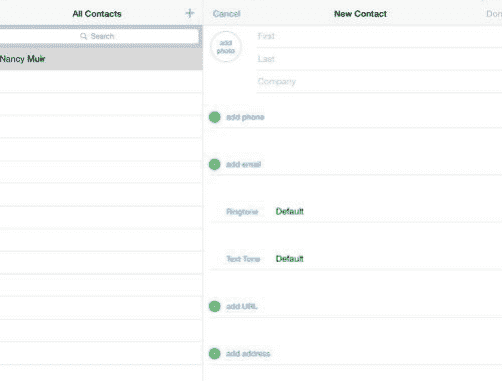 All Contacts
+
Search
Nancy Muir
Cancel
New Contact
Don
add photo
First
Last
Company
add phone
add email
Ringtone Default
Text Tone Default
add URL
add address